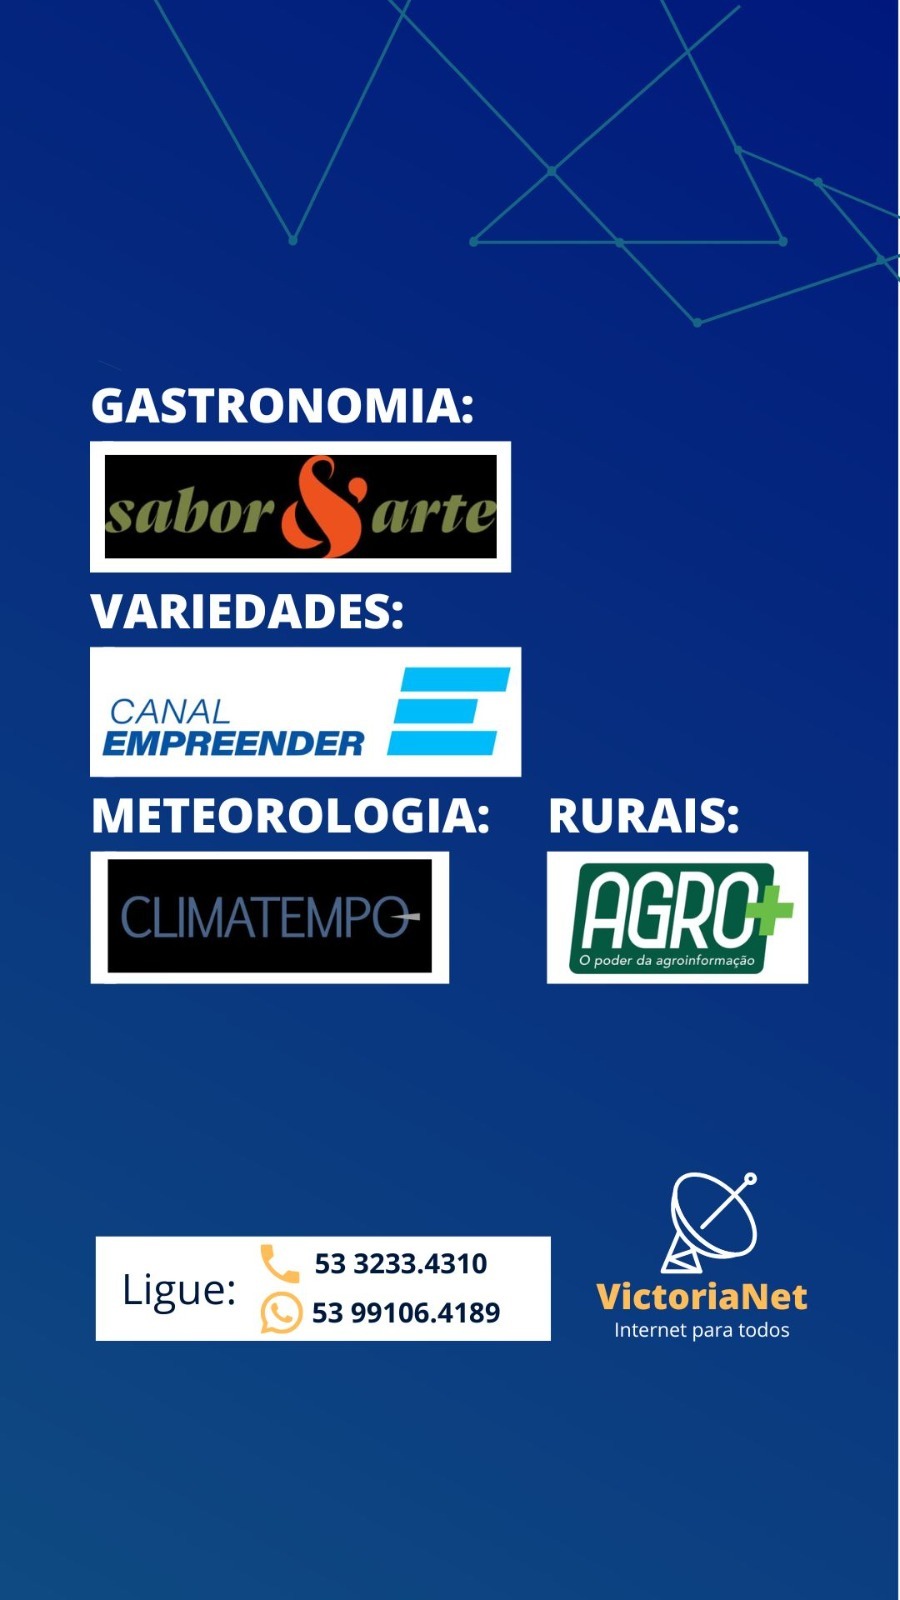 GASTRONOMIA:
sabor & arte
VARIEDADES:
CANAL
EMPREENDER
METEOROLOGIA:
CLIMATEMPO
RURAIS:
AGRO+
O poder da agroinformação
Ligue:
53 3233.4310
53 99106.4189
VictoriaNet
Internet para todos